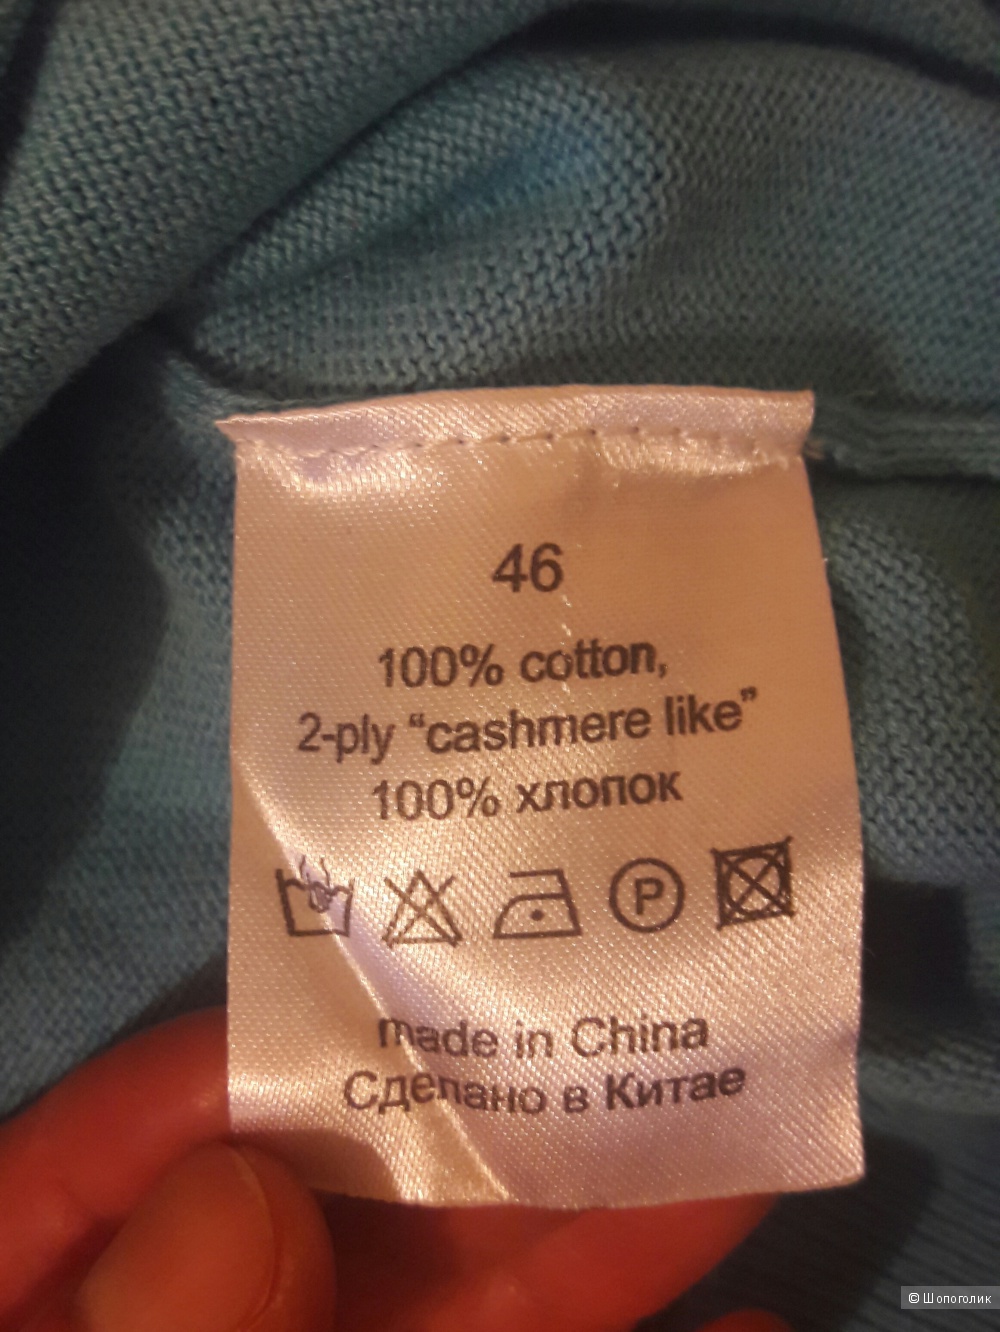 46
100% cotton,
2-ply “cashmere like”
100% хлопок
P
made in China
Сделано в Китае
© Шопоголик